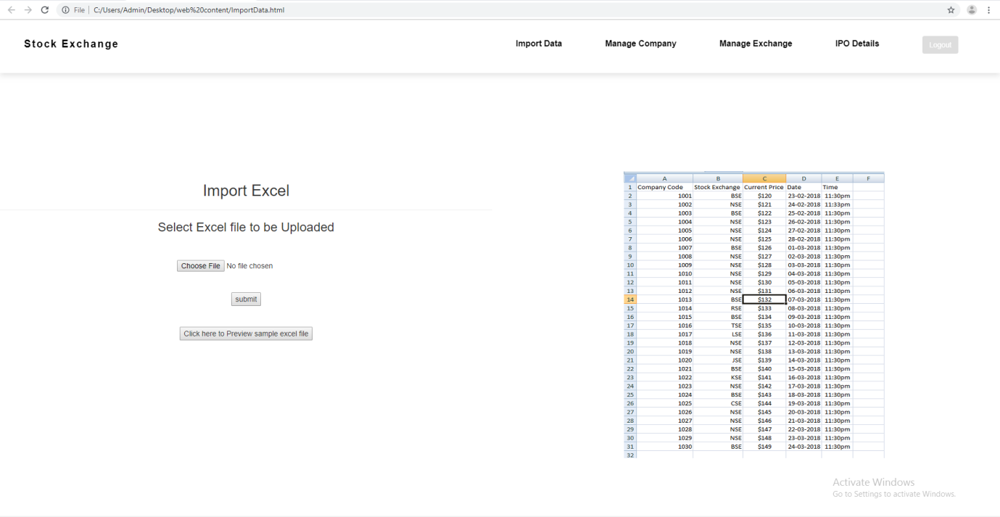 File C:/Users/Admin/Desktop/web%20content/ImportData.html
Stock Exchange Import Data Manage Company Manage Exchange IPO Details Logout
Import Excel
Select Excel file to be Uploaded
Choose File No file chosen
submit
Click here to Preview sample excel file
A B C D E F
1 Company Code Stock Exchange Current Price Date Time
2 1001 BSE $120 23-02-2018 11:30pm
3 1002 NSE $121 24-02-2018 11:33pm
4 1003 BSE $122 25-02-2018 11:30pm
5 1004 NSE $123 26-02-2018 11:30pm
6 1005 NSE $124 27-02-2018 11:30pm
7 1006 NSE $125 28-02-2018 11:30pm
8 1007 BSE $126 01-03-2018 11:30pm
9 1008 NSE $127 02-03-2018 11:30pm
10 1009 NSE $128 03-03-2018 11:30pm
11 1010 NSE $129 04-03-2018 11:30pm
12 1011 NSE $130 05-03-2018 11:30pm
13 1012 NSE $131 06-03-2018 11:30pm
14 1013 BSE $132 07-03-2018 11:30pm
15 1014 RSE $133 08-03-2018 11:30pm
16 1015 BSE $134 09-03-2018 11:30pm
17 1016 TSE $135 10-03-2018 11:30pm
18 1017 LSE $136 11-03-2018 11:30pm
19 1018 NSE $137 12-03-2018 11:30pm
20 1019 NSE $138 13-03-2018 11:30pm
21 1020 JSE $139 14-03-2018 11:30pm
22 1021 BSE $140 15-03-2018 11:30pm
23 1022 KSE $141 16-03-2018 11:30pm
24 1023 NSE $142 17-03-2018 11:30pm
25 1024 BSE $143 18-03-2018 11:30pm
26 1025 CSE $144 19-03-2018 11:30pm
27 1026 NSE $145 20-03-2018 11:30pm
28 1027 NSE $146 21-03-2018 11:30pm
29 1028 NSE $147 22-03-2018 11:30pm
30 1029 NSE $148 23-03-2018 11:30pm
31 1030 BSE $149 24-03-2018 11:30pm
32
Activate Windows
Go to Settings to activate Windows.